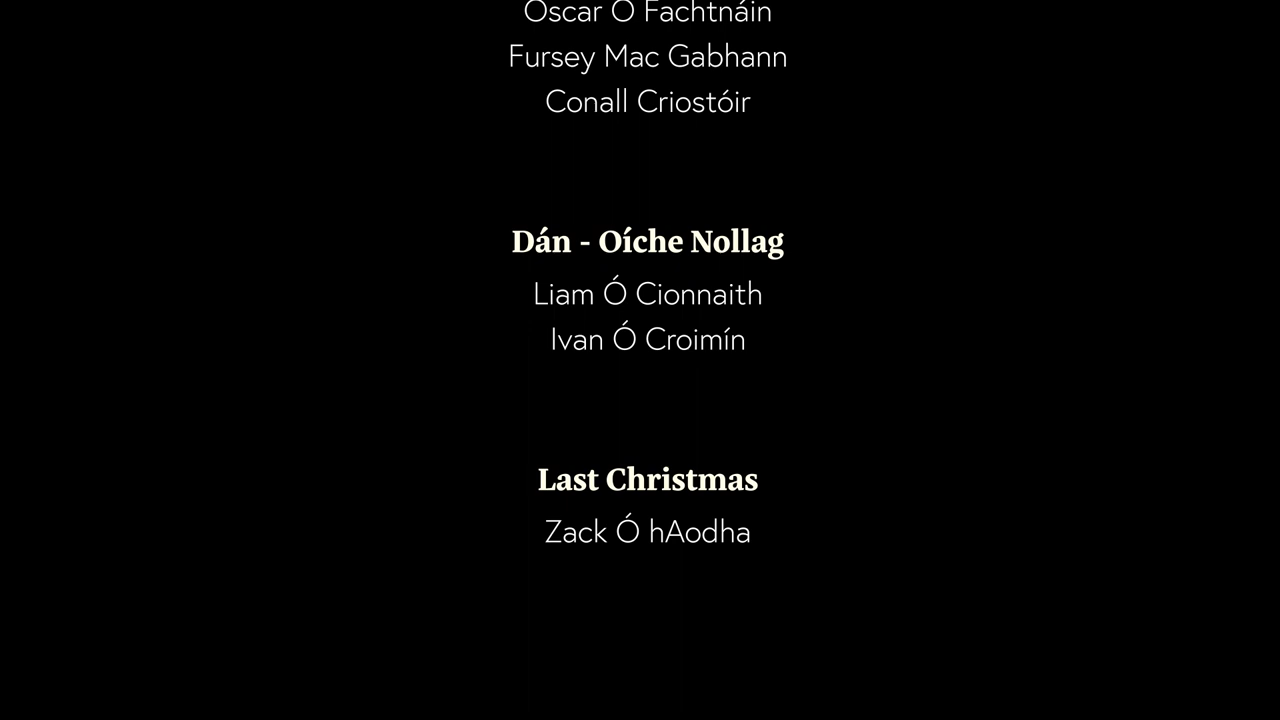 Oscar Ó Fachtnáin
Fursey Mac Gabhann
Conall Criostóir
Dán - Oíche Nollag
Liam Ó Cionnaith
Ivan Ó Croimín
Last Christmas
Zack Ó hAodha